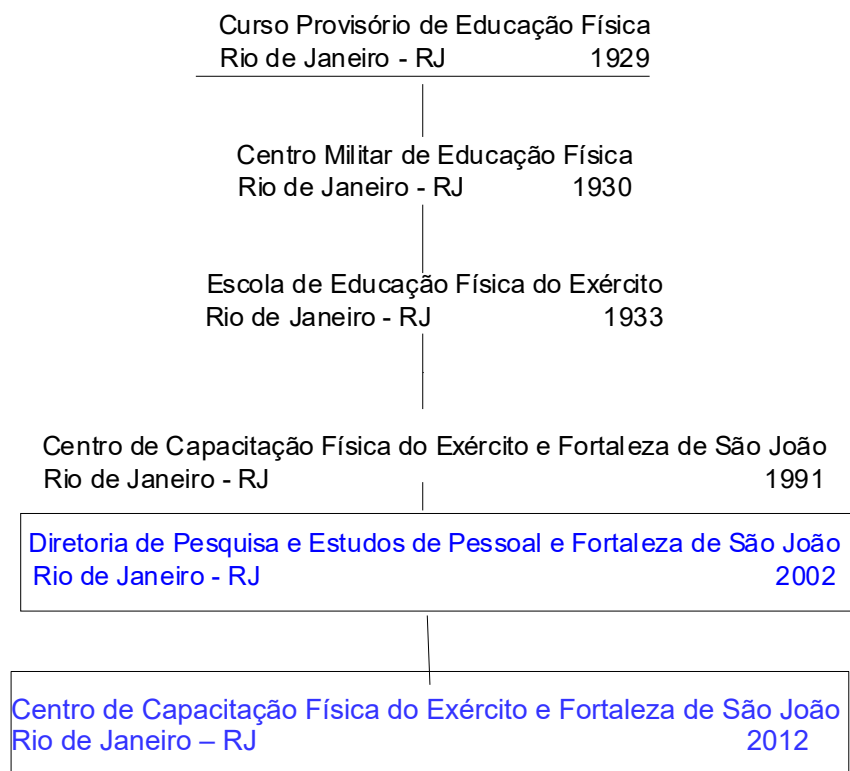 Curso Provisório de Educação Física
Rio de Janeiro - RJ 1929
Centro Militar de Educação Física
Rio de Janeiro - RJ 1930
Escola de Educação Física do Exército
Rio de Janeiro - RJ 1933
Centro de Capacitação Física do Exército e Fortaleza de São João
Rio de Janeiro - RJ 1991
Diretoria de Pesquisa e Estudos de Pessoal e Fortaleza de São João
Rio de Janeiro - RJ 2002
Centro de Capacitação Física do Exército e Fortaleza de São João
Rio de Janeiro – RJ 2012